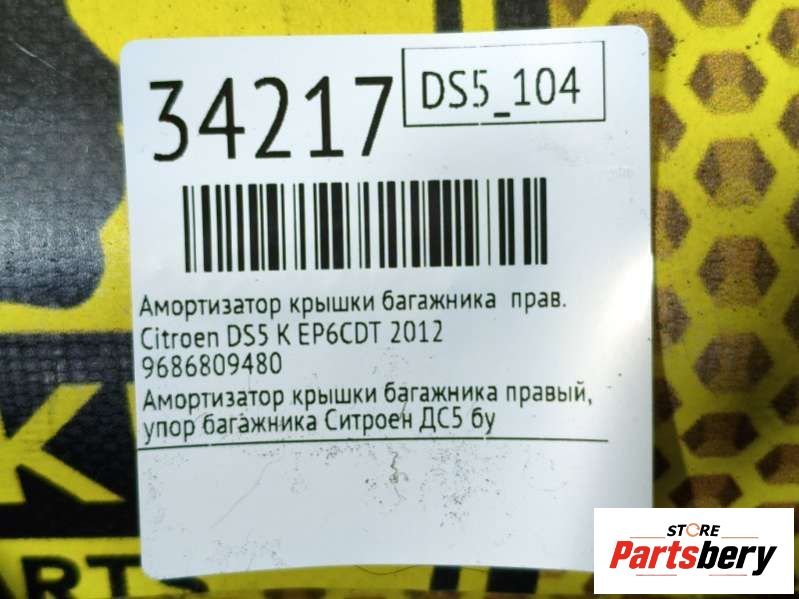 34217
DS5_104
Амортизатор крышки багажника прав.
Citroen DS5 K EP6CDT 2012
9686809480
Амортизатор крышки багажника правый,
упор багажника Ситроен ДС5 бу
STORE
Partsbery